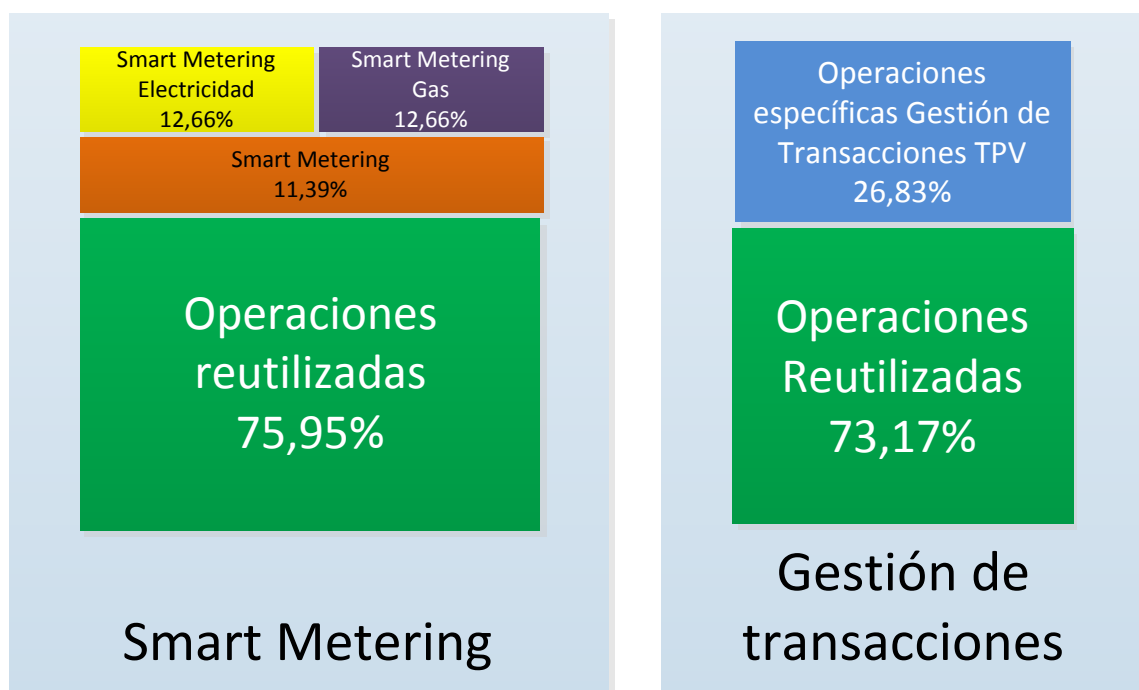 Smart Metering
Electricidad
12,66%
Smart Metering
Gas
12,66%
Smart Metering
11,39%
Operaciones
reutilizadas
75,95%
Smart Metering
Operaciones
específicas Gestión de
Transacciones TPV
26,83%
Operaciones
Reutilizadas
73,17%
Gestión de
transacciones